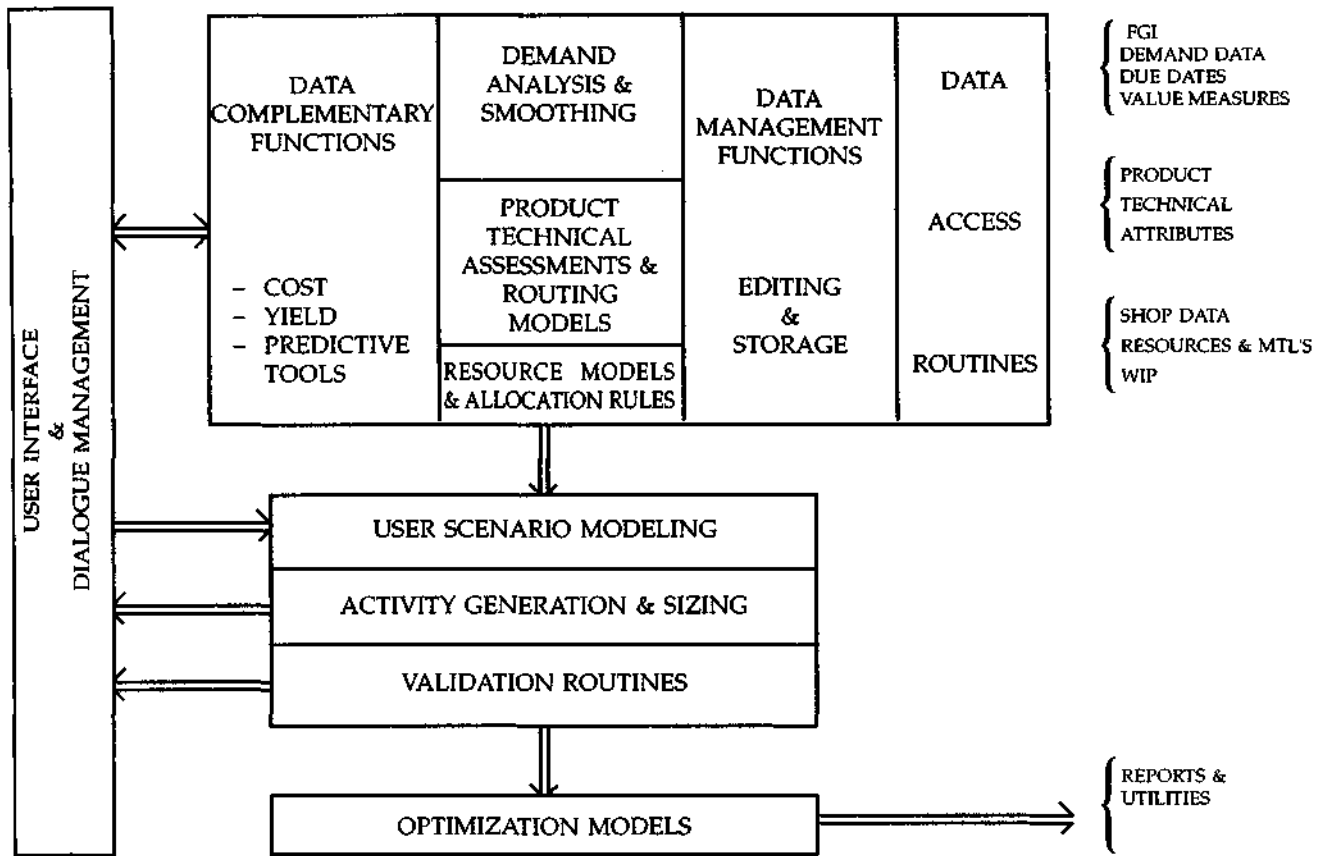 USER INTERFACE
&
DIALOGUE MANAGEMENT
DATA
COMPLEMENTARY
FUNCTIONS
– COST
– YIELD
– PREDICTIVE
TOOLS
DEMAND
ANALYSIS &
SMOOTHING
PRODUCT
TECHNICAL
ASSESSMENTS &
ROUTING
MODELS
RESOURCE MODELS
& ALLOCATION RULES
DATA
MANAGEMENT
FUNCTIONS
EDITING
&
STORAGE
DATA
ACCESS
ROUTINES
FGI
DEMAND DATA
DUE DATES
VALUE MEASURES
PRODUCT
TECHNICAL
ATTRIBUTES
SHOP DATA
RESOURCES & MTL'S
WIP
USER SCENARIO MODELING
ACTIVITY GENERATION & SIZING
VALIDATION ROUTINES
OPTIMIZATION MODELS
REPORTS &
UTILITIES